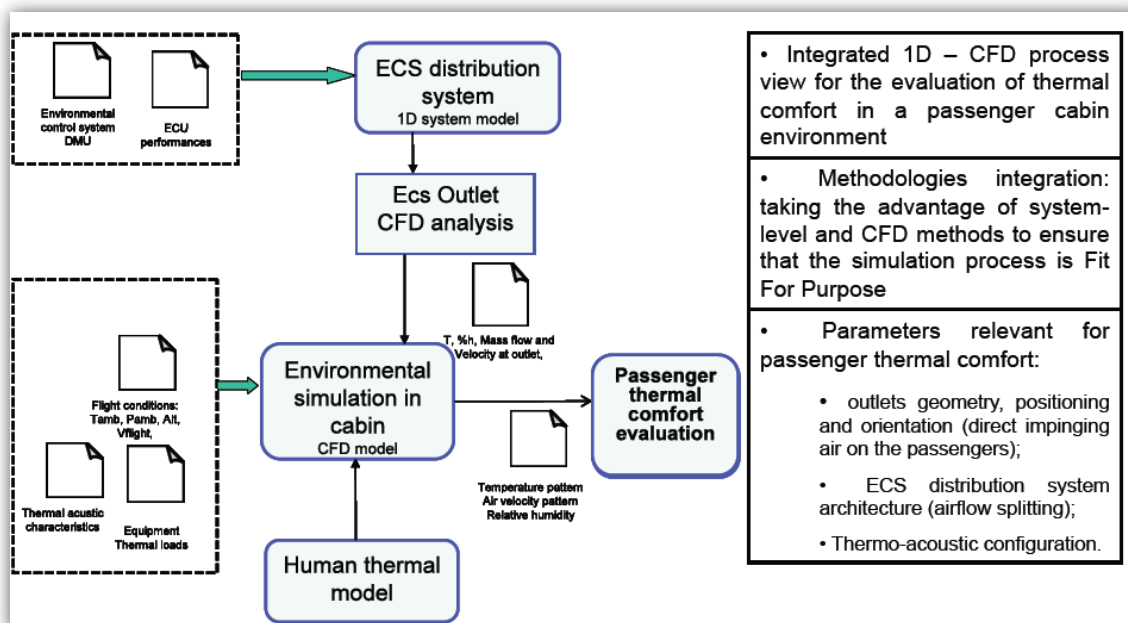 Environmental
control system
DMU
ECU
performances
ECS distribution
system
1D system model
Ecs Outlet
CFD analysis
T, %h, Mass flow and
Velocity at outlet,
Flight conditions:
Tamb, Pamb, Alt,
Vflight,
Thermal acustic
characteristics
Equipment
Thermal loads
Environmental
simulation in
cabin
CFD model
Temperature pattern
Air velocity pattern
Relative humidity
Passenger
thermal
comfort
evaluation
Human thermal
model
• Integrated 1D – CFD process
view for the evaluation of thermal
comfort in a passenger cabin
environment
• Methodologies integration:
taking the advantage of system-
level and CFD methods to ensure
that the simulation process is Fit
For Purpose
• Parameters relevant for
passenger thermal comfort:
• outlets geometry, positioning
and orientation (direct impinging
air on the passengers);
• ECS distribution system
architecture (airflow splitting);
• Thermo-acoustic configuration.